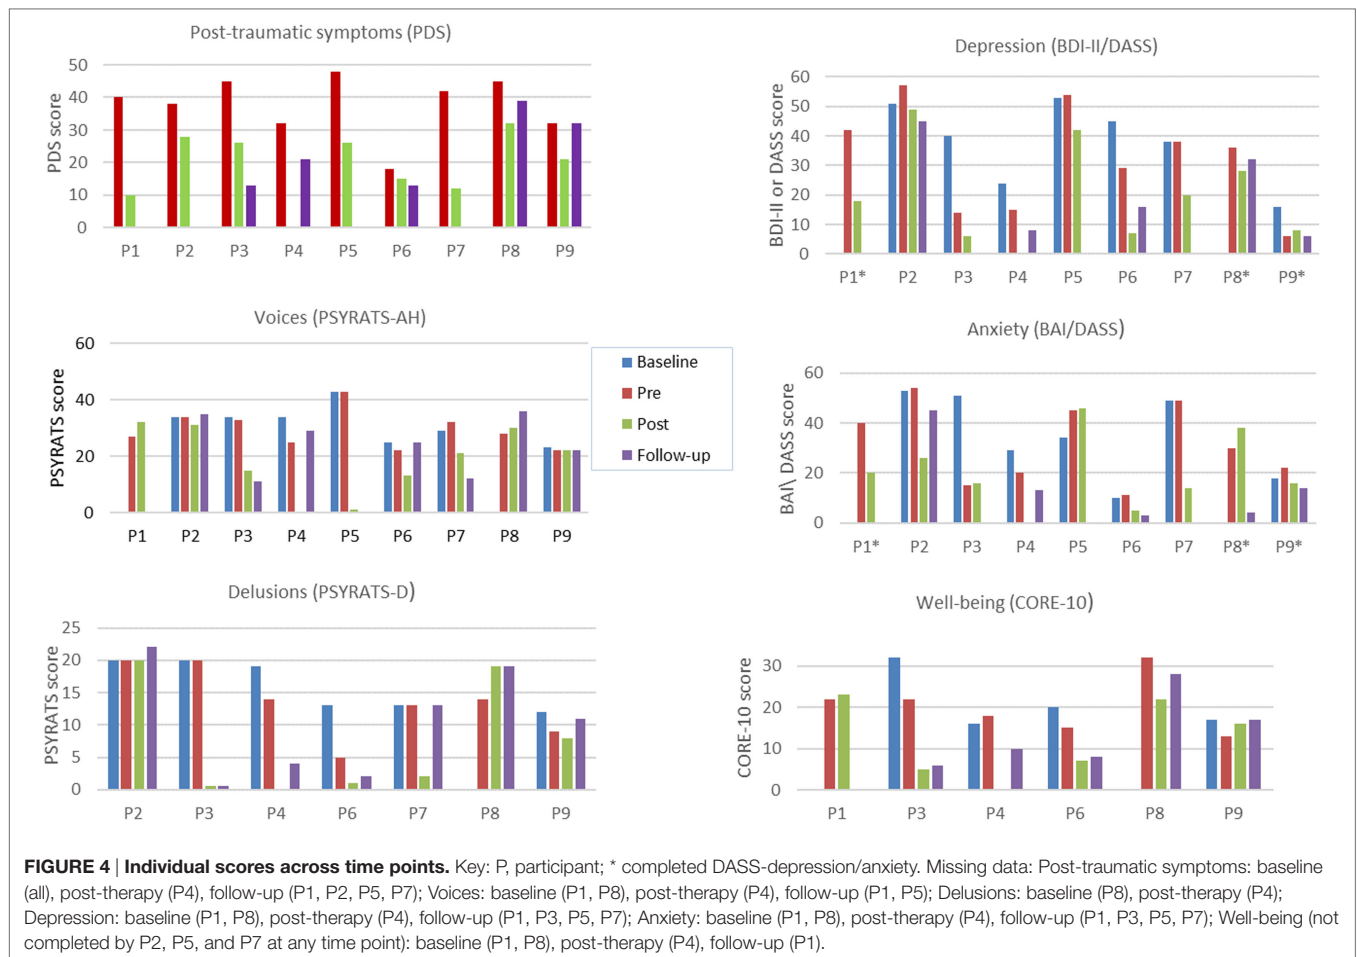 Post-traumatic symptoms (PDS)
PDS score
50
40
30
20
10
0
P1 P2 P3 P4 P5 P6 P7 P8 P9
Depression (BDI-II/DASS)
BDI-II or DASS score
60
50
40
30
20
10
0
P1* P2 P3 P4 P5 P6 P7 P8* P9*
Voices (PSYRATS-AH)
PSYRATS score
60
40
20
0
P1 P2 P3 P4 P5 P6 P7 P8 P9
Baseline
Pre
Post
Follow-up
Anxiety (BAI/DASS)
BAI\ DASS score
60
40
20
0
P1* P2 P3 P4 P5 P6 P7 P8* P9*
Delusions (PSYRATS-D)
PSYRATS score
25
20
15
10
5
0
P2 P3 P4 P6 P7 P8 P9
Well-being (CORE-10)
CORE-10 score
30
20
10
0
P1 P3 P4 P6 P8 P9
FIGURE 4 | Individual scores across time points. Key: P, participant; * completed DASS-depression/anxiety. Missing data: Post-traumatic symptoms: baseline
(all), post-therapy (P4), follow-up (P1, P2, P5, P7); Voices: baseline (P1, P8), post-therapy (P4), follow-up (P1, P5); Delusions: baseline (P8), post-therapy (P4);
Depression: baseline (P1, P8), post-therapy (P4), follow-up (P1, P3, P5, P7); Anxiety: baseline (P1, P8), post-therapy (P4), follow-up (P1, P3, P5, P7); Well-being (not
completed by P2, P5, and P7 at any time point): baseline (P1, P8), post-therapy (P4), follow-up (P1).